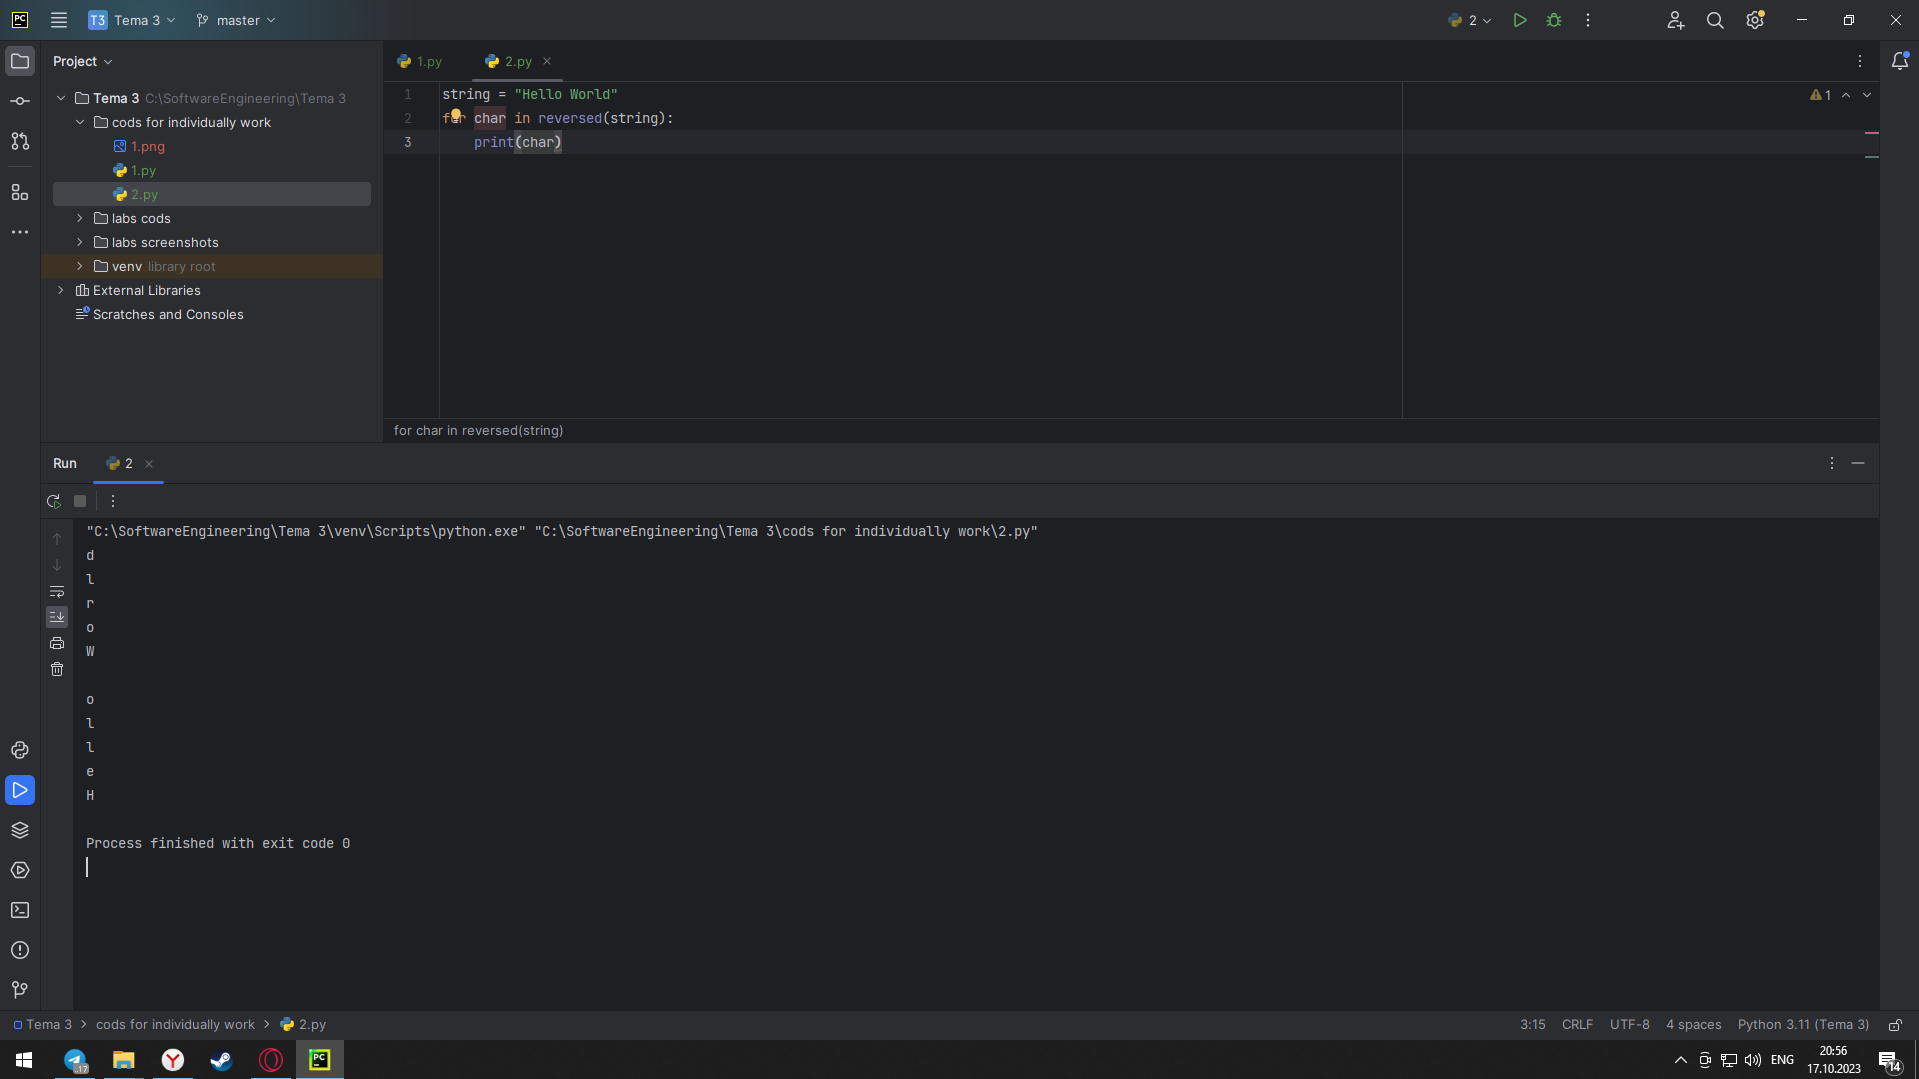 PC T3 Tema 3 master 2
Project
1.py 2.py
Tema 3 C:\SoftwareEngineering\Tema 3
cods for individually work
1.png
1.py
2.py
labs cods
labs screenshots
venv library root
External Libraries
Scratches and Consoles
1 string = "Hello World"
2 for char in reversed(string):
3 print(char)
1
for char in reversed(string)
Run 2
"C:\SoftwareEngineering\Tema 3\venv\Scripts\python.exe" "C:\SoftwareEngineering\Tema 3\cods for individually work\2.py"
d
l
r
o
W
o
l
l
e
H
Process finished with exit code 0
Tema 3 cods for individually work 2.py
3:15 CRLF UTF-8 4 spaces Python 3.11 (Tema 3)
17 Y PC ENG 20:56
17.10.2023
14